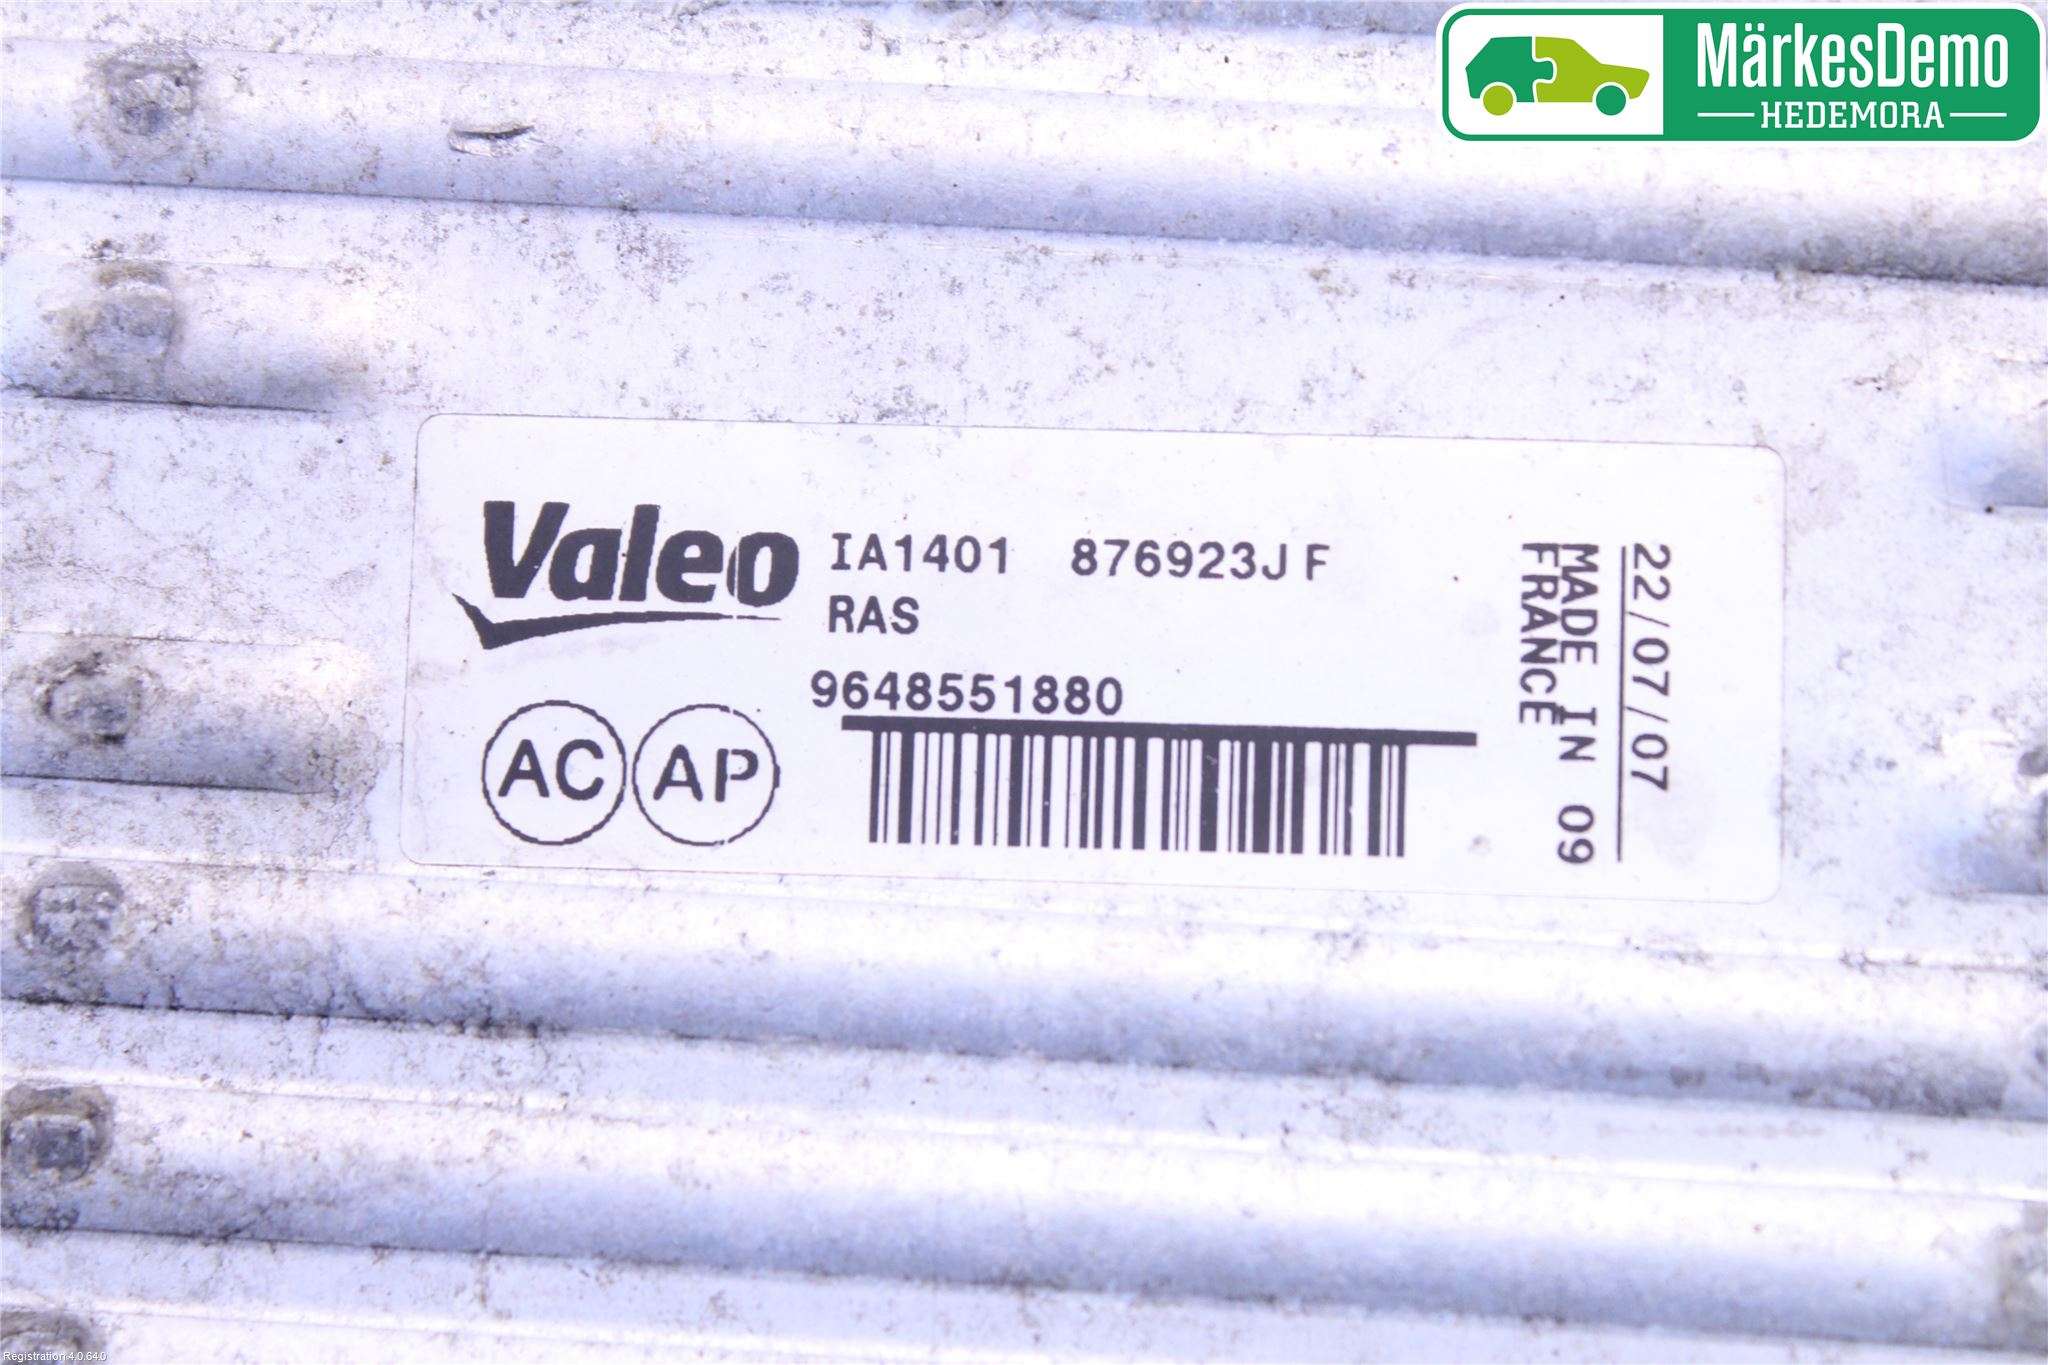 MärkesDemo
HEDEMORA
Valeo
IA1401 876923J F
RAS
9648551880
AC AP
22/07/07
MADE IN 09
FRANCE
Registration 4.0.64.0